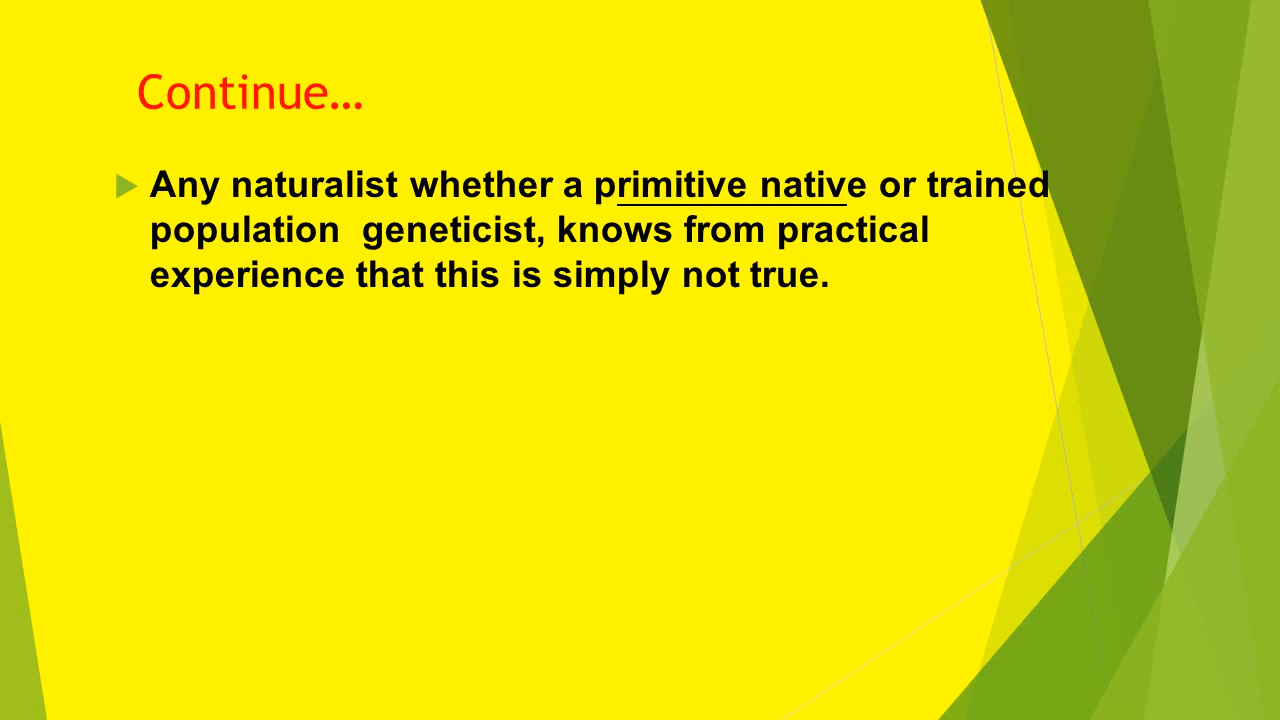 Continue…
Any naturalist whether a primitive native or trained
population  geneticist, knows from practical
experience that this is simply not true.